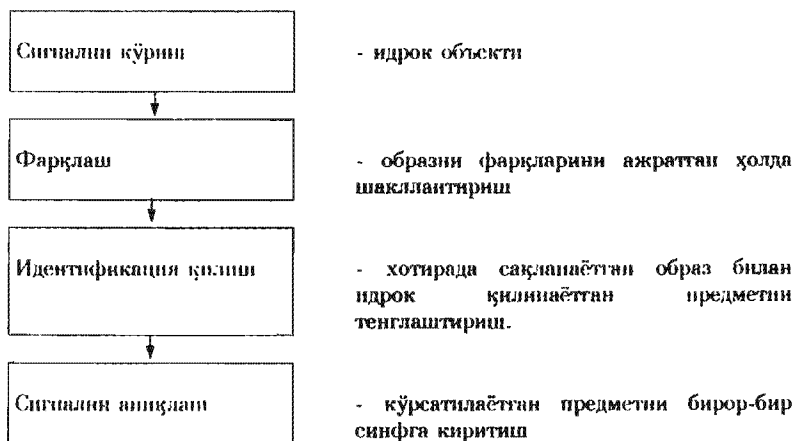 Сигнални кўриш
- идрок объекти
Фарқлаш
- образни фарқларини ажратган ҳолда
шакллантириш
Идентификация қилиш
- хотирада сақланаётган образ билан
идрок қилинаётган предметни
тенглаштириш.
Сигнални аниқлаш
- кўрсатилаётган предметни бирор-бир
синфга киритиш